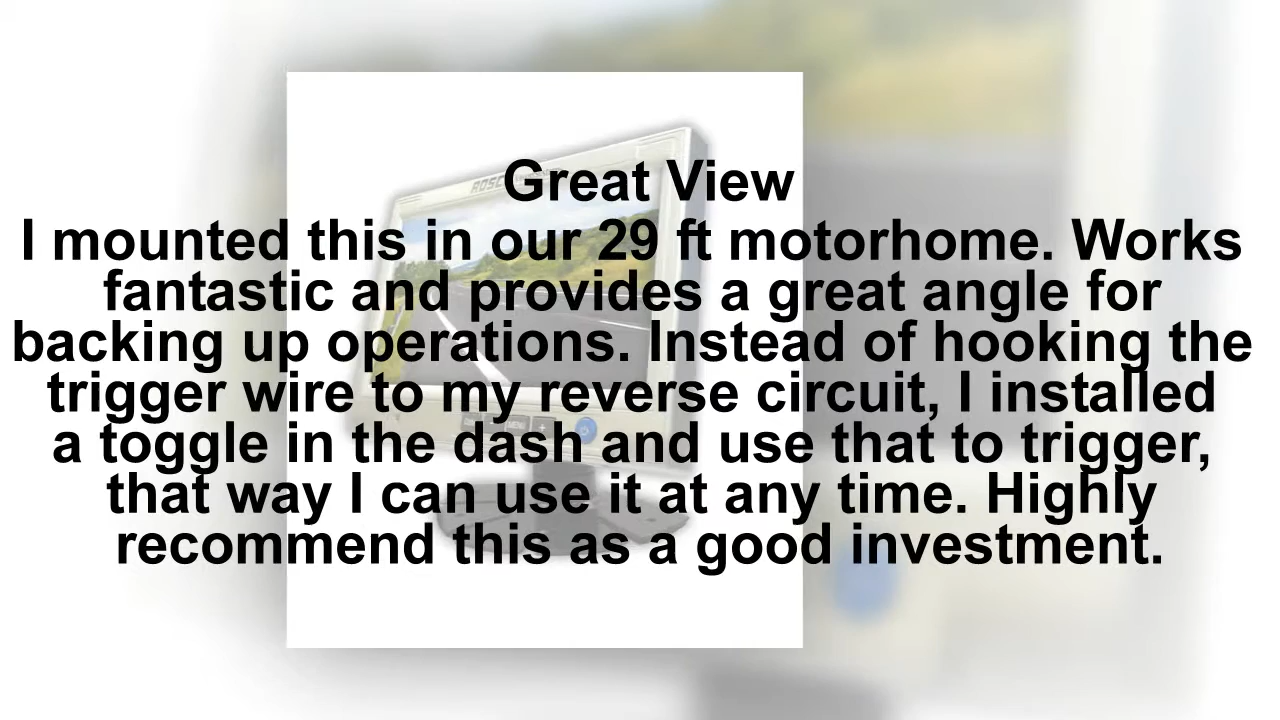 Great View
I mounted this in our 29 ft motorhome. Works
fantastic and provides a great angle for
backing up operations. Instead of hooking the
trigger wire to my reverse circuit, I installed
a toggle in the dash and use that to trigger,
that way I can use it at any time. Highly
recommend this as a good investment.
MENU